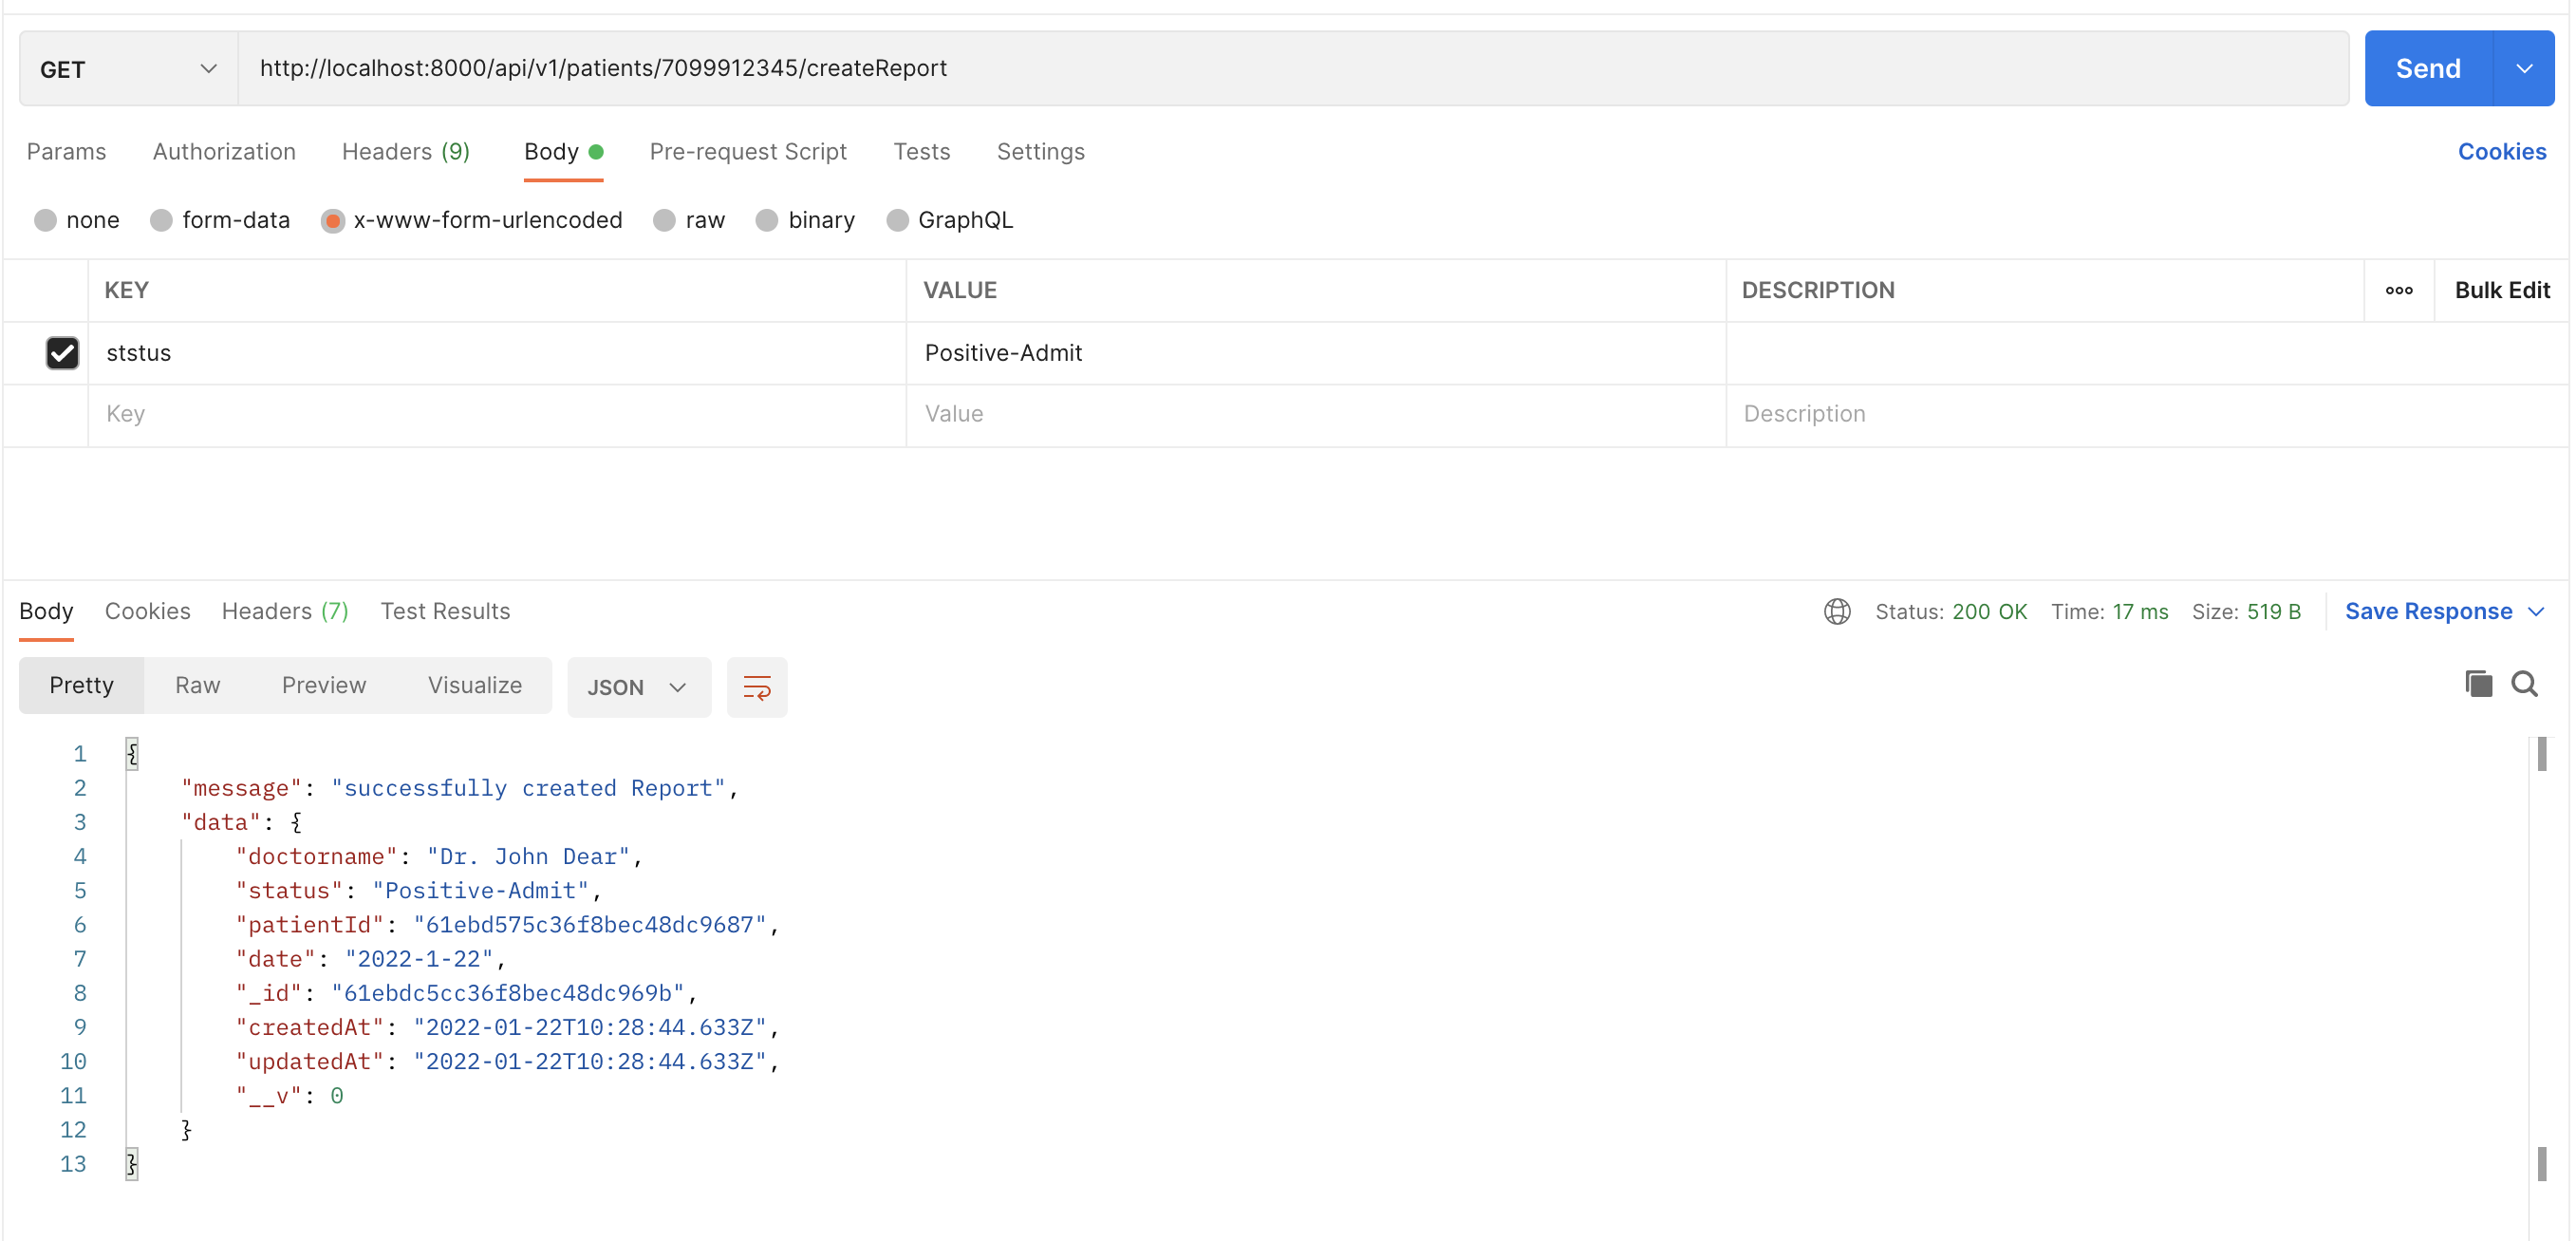 GET http://localhost:8000/api/v1/patients/7099912345/createReport Send
Params Authorization Headers (9) Body Pre-request Script Tests Settings Cookies
none form-data x-www-form-urlencoded raw binary GraphQL
KEY VALUE DESCRIPTION ooo Bulk Edit
ststus Positive-Admit
Key Value Description
Body Cookies Headers (7) Test Results Status: 200 OK Time: 17 ms Size: 519 B Save Response
Pretty Raw Preview Visualize JSON
1 {
2 "message": "successfully created Report",
3 "data": {
4 "doctorname": "Dr. John Dear",
5 "status": "Positive-Admit",
6 "patientId": "61ebd575c36f8bec48dc9687",
7 "date": "2022-1-22",
8 "_id": "61ebdc5cc36f8bec48dc969b",
9 "createdAt": "2022-01-22T10:28:44.633Z",
10 "updatedAt": "2022-01-22T10:28:44.633Z",
11 "__v": 0
12 }
13 }